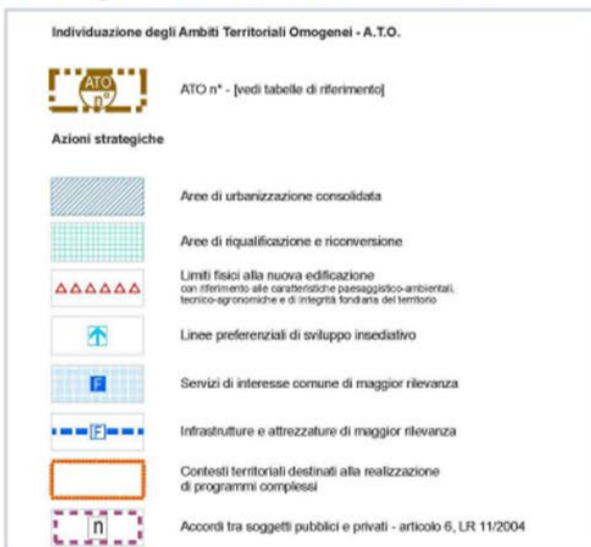 Individuazione degli Ambiti Territoriali Omogenei - A.T.O.
ATO
n°
ATO n° - [vedi tabelle di riferimento]
Azioni strategiche
Aree di urbanizzazione consolidata
Aree di riqualificazione e riconversione
Limiti fisici alla nuova edificazione
con riferimento alle caratteristiche paesaggistico-ambientali,
tecnico-agronomiche e di integrità fondiaria del territorio
Linee preferenziali di sviluppo insediativo
F
Servizi di interesse comune di maggior rilevanza
F
Infrastrutture e attrezzature di maggior rilevanza
Contesti territoriali destinati alla realizzazione
di programmi complessi
n
Accordi tra soggetti pubblici e privati - articolo 6, LR 11/2004